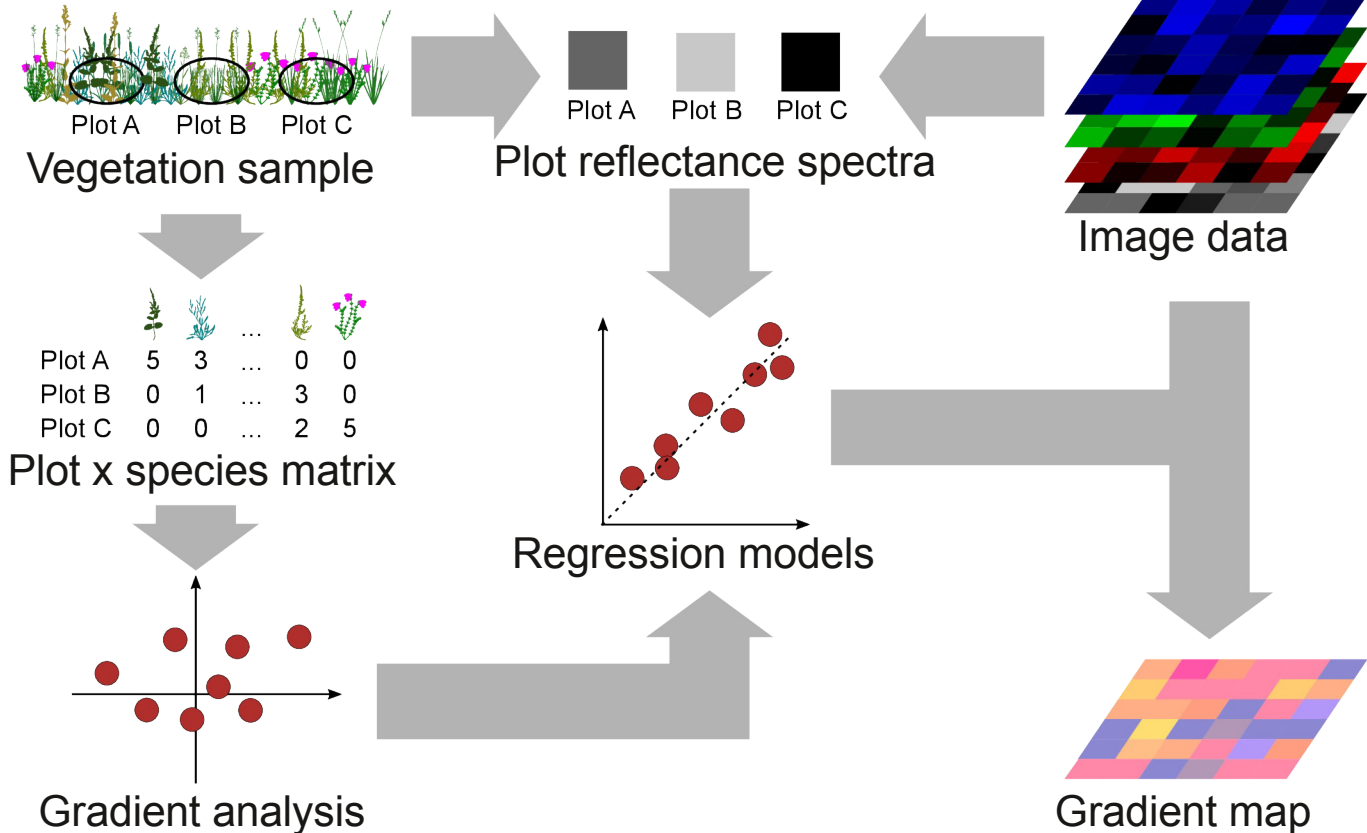 Plot A Plot B Plot C
Vegetation sample
Plot A Plot B Plot C
Plot reflectance spectra
Image data
...
Plot A 5 3 ... 0 0
Plot B 0 1 ... 3 0
Plot C 0 0 ... 2 5
Plot x species matrix
Regression models
Gradient analysis
Gradient map